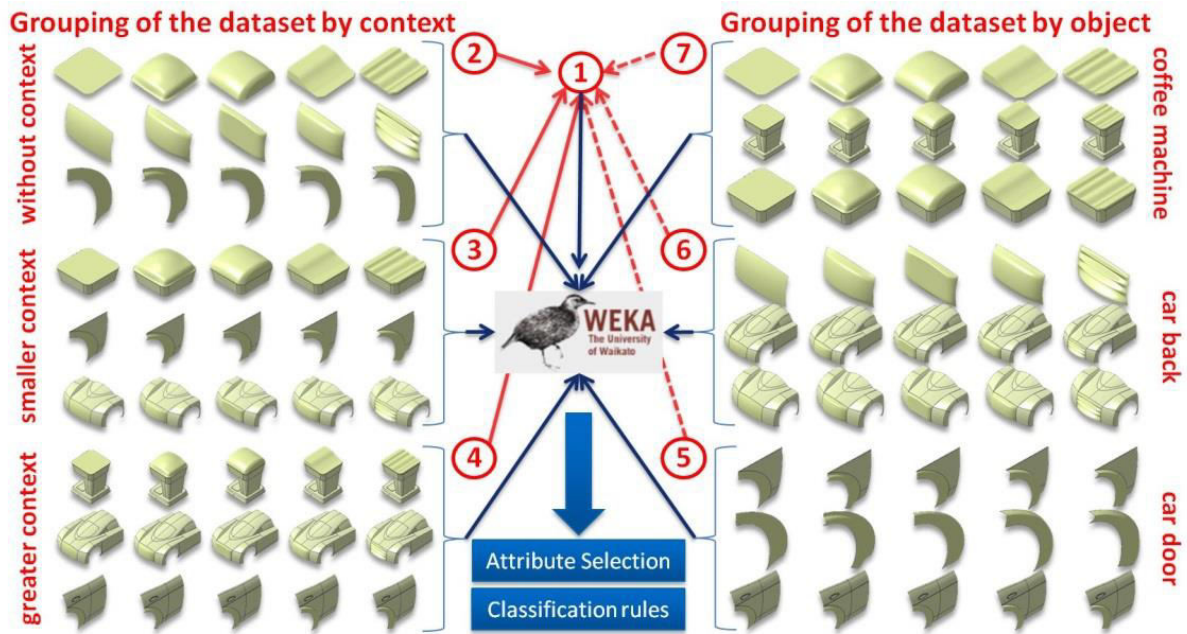 Grouping of the dataset by context
Grouping of the dataset by object
2
1
7
without context
coffee machine
3
6
smaller context
car back
WEKA
The University
of Waikato
4
5
greater context
car door
Attribute Selection
Classification rules